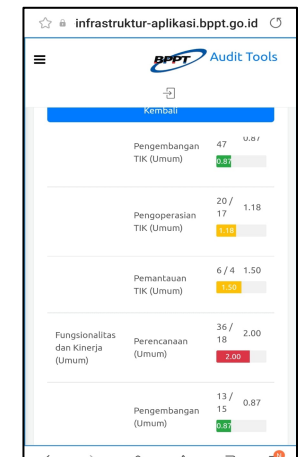 infrastruktur-aplikasi.bppt.go.id
BPPT Audit Tools
Kembali
Pengembangan 47 0.87
TIK (Umum) 0.87
20 /
Pengoperasian 17 1.18
TIK (Umum) 1.18
Pemantauan 6 / 4 1.50
TIK (Umum) 1.50
36 /
Fungsionalitas Perencanaan 18 2.00
dan Kinerja (Umum) 2.00
(Umum)
13 /
Pengembangan 15 0.87
(Umum) 0.87